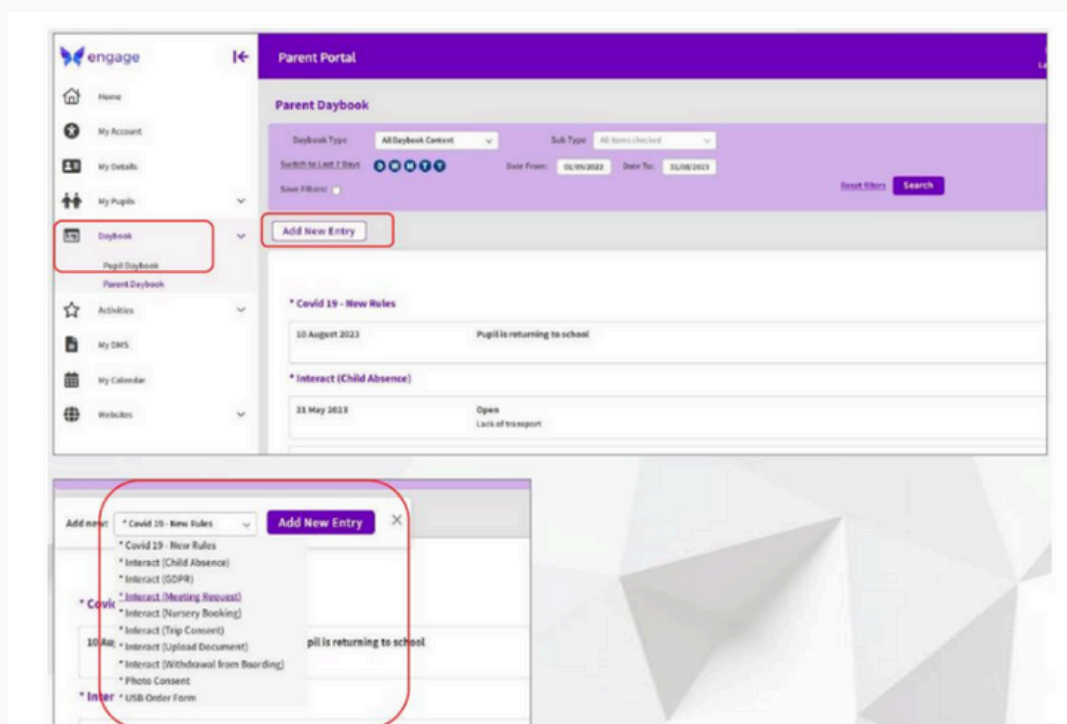 engage
Parent Portal
Home
My Account
My Details
My Pupils
Daybook
Pupil Daybook
Parent Daybook
Activities
My DMS
My Calendar
Websites
Parent Daybook
Daybook Type All Daybook Content Sub Type All items checked
Switch to Last 7 Days D W M T Y Date From: Date To: 31/08/2023
Save Filters: Reset filters Search
Add New Entry
* Covid 19 - New Rules
10 August 2023 Pupil is returning to school
* Interact (Child Absence)
21 May 2023 Open
Lack of transport
Add new: * Covid 19 - New Rules Add New Entry
* Covid 19 - New Rules
* Interact (Child Absence)
* Interact (GDPR)
* Interact (Meeting Request)
* Interact (Nursery Booking)
* Interact (Trip Consent)
* Interact (Upload Document)
* Interact (Withdrawal from Boarding)
* Photo Consent
* USB Order Form
* Covi
10 Au pil is returning to school
* Inter